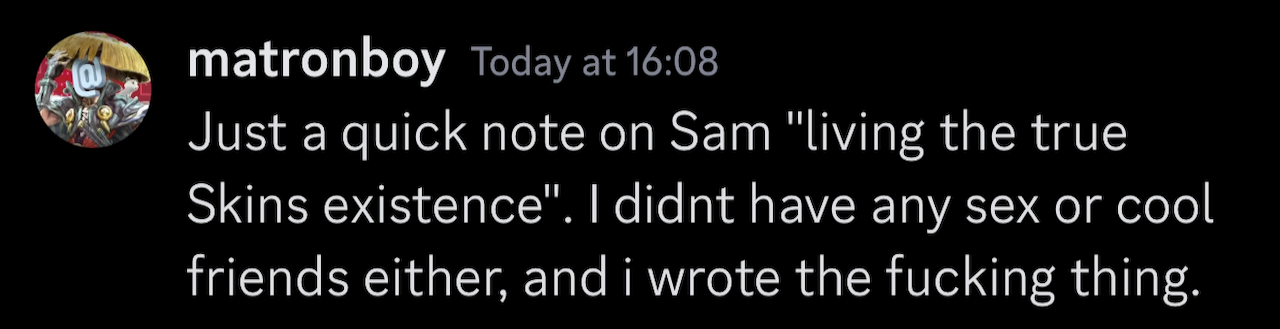 @
matronboy Today at 16:08
Just a quick note on Sam "living the true
Skins existence". I didnt have any sex or cool
friends either, and i wrote the fucking thing.